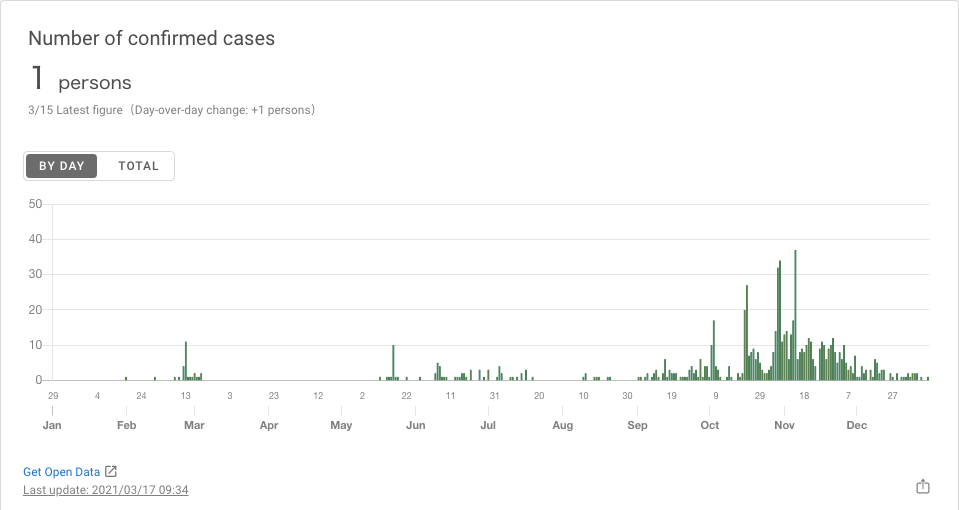 Number of confirmed cases
1 persons
3/15 Latest figure（Day-over-day change: +1 persons）
BY DAY TOTAL
50
40
30
20
10
0
29 4 24 13 3 23 12 2 22 11 31 20 10 30 19 9 29 18 7 27
Jan Feb Mar Apr May Jun Jul Aug Sep Oct Nov Dec
Get Open Data
Last update: 2021/03/17 09:34